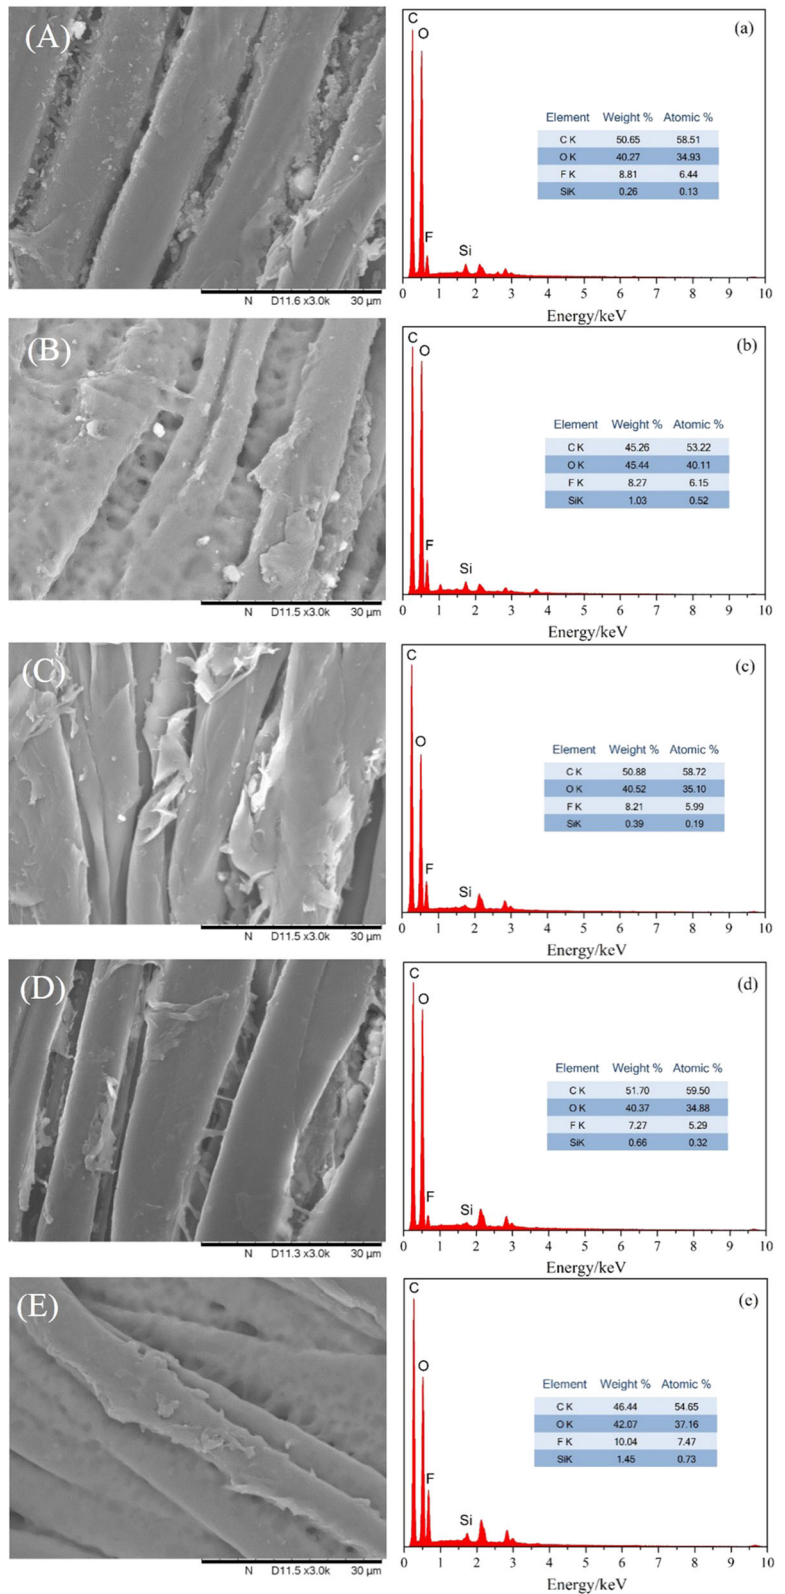 (A)
N D11.6 x3.0k 30 μm
(a)
C
O
F
Si
Element Weight % Atomic %
C K 50.65 58.51
O K 40.27 34.93
F K 8.81 6.44
SiK 0.26 0.13
0 1 2 3 4 5 6 7 8 9 10
Energy/keV
(B)
N D11.5 x3.0k 30 μm
(b)
C
O
F
Si
Element Weight % Atomic %
C K 45.26 53.22
O K 45.44 40.11
F K 8.27 6.15
SiK 1.03 0.52
0 1 2 3 4 5 6 7 8 9 10
Energy/keV
(C)
N D11.5 x3.0k 30 μm
(c)
C
O
F
Si
Element Weight % Atomic %
C K 50.88 58.72
O K 40.52 35.10
F K 8.21 5.99
SiK 0.39 0.19
0 1 2 3 4 5 6 7 8 9 10
Energy/keV
(D)
N D11.3 x3.0k 30 μm
(d)
C
O
F
Si
Element Weight % Atomic %
C K 51.70 59.50
O K 40.37 34.88
F K 7.27 5.29
SiK 0.66 0.32
0 1 2 3 4 5 6 7 8 9 10
Energy/keV
(E)
N D11.5 x3.0k 30 μm
(e)
C
O
F
Si
Element Weight % Atomic %
C K 46.44 54.65
O K 42.07 37.16
F K 10.04 7.47
SiK 1.45 0.73
0 1 2 3 4 5 6 7 8 9 10
Energy/keV